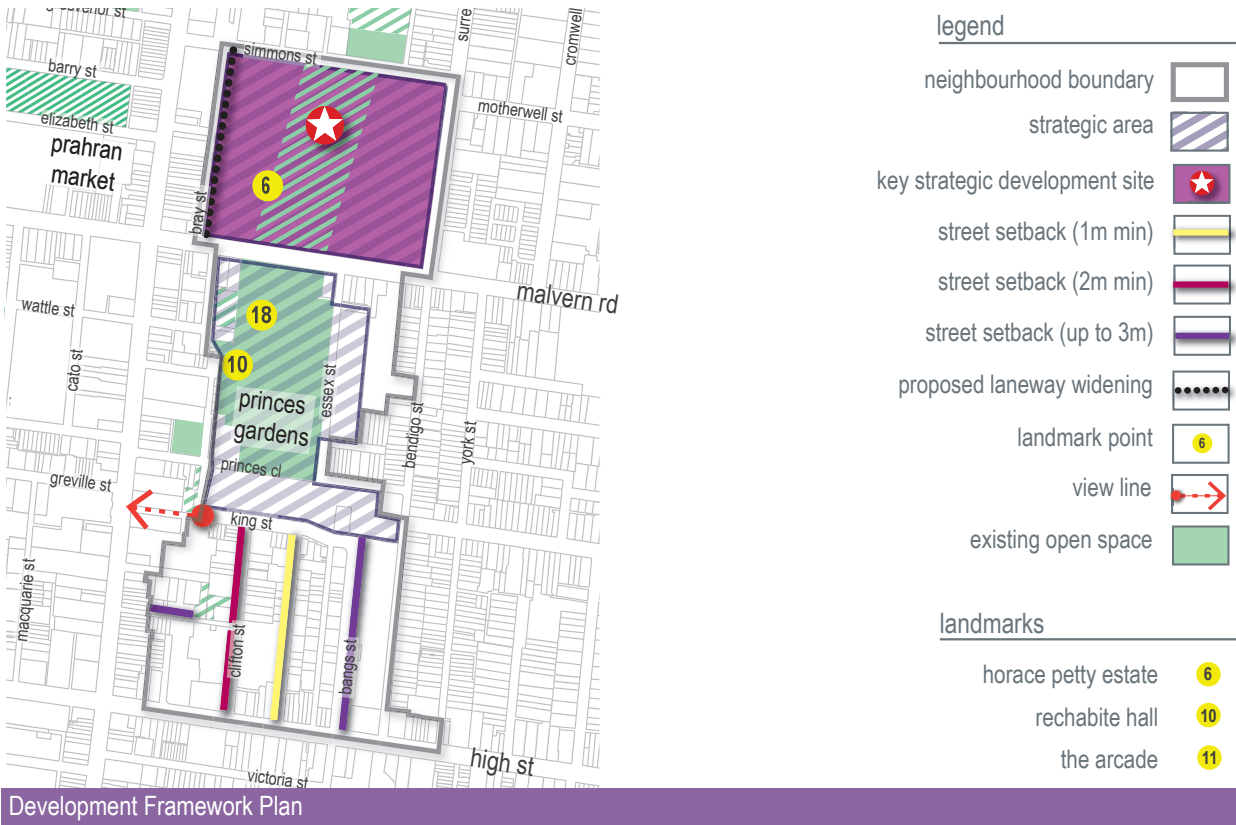 grosvenor st
simmons st
surre
cromwell
barry st
motherwell st
elizabeth st
prahran
market
6
bray st
malvern rd
18
wattle st
10
cato st
essex st
princes
gardens
bendigo st
york st
princes cl
greville st
king st
macquarie st
clifton st
bangs st
high st
victoria st
legend
neighbourhood boundary
strategic area
key strategic development site
street setback (1m min)
street setback (2m min)
street setback (up to 3m)
proposed laneway widening
landmark point 6
view line
existing open space
landmarks
horace petty estate 6
rechabite hall 10
the arcade 11
Development Framework Plan